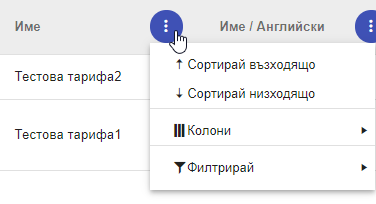 Име
Име / Английски
Тестова тарифа2
Тестова тарифа1
Сортирай възходящо
Сортирай низходящо
Колони
Филтрирай